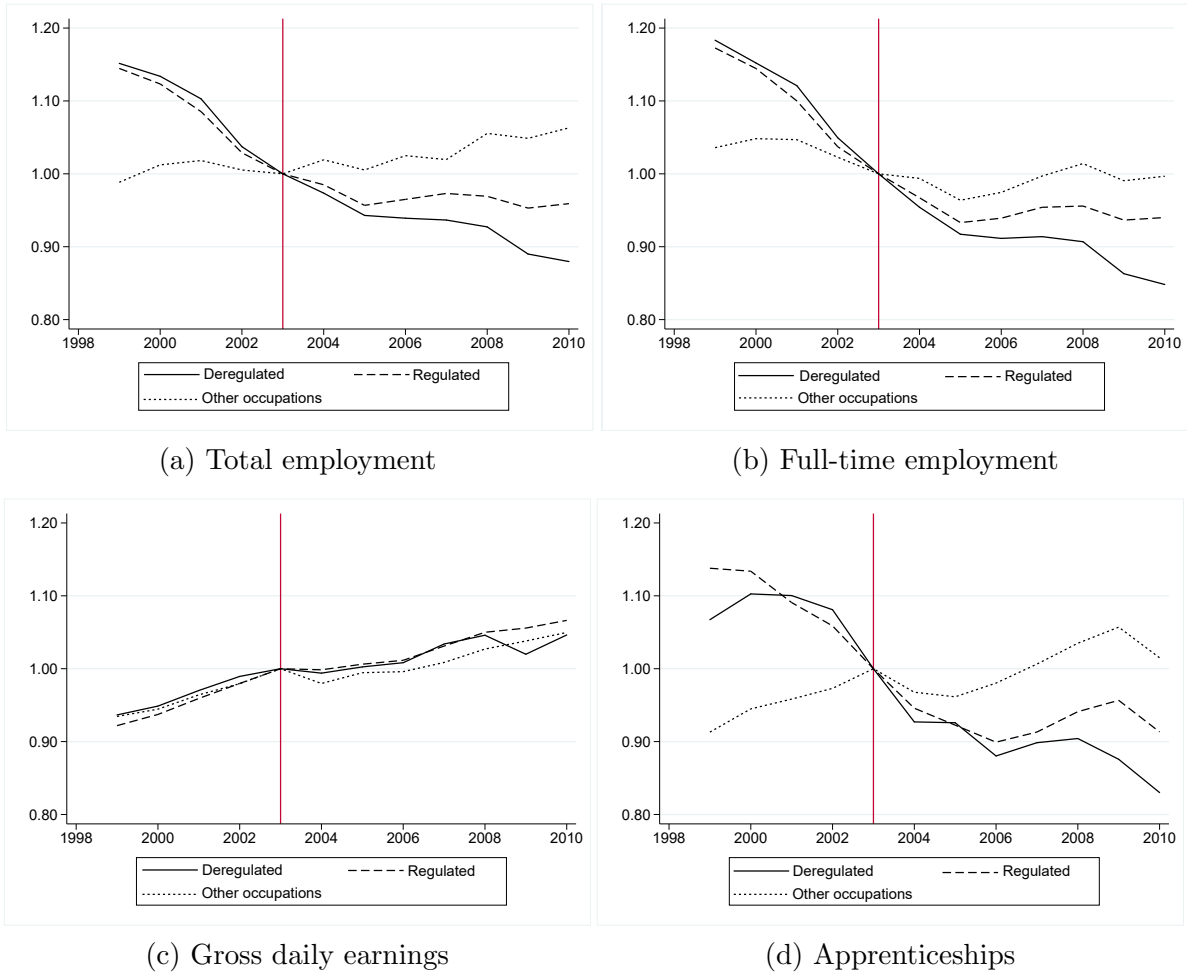 1.20
1.10
1.00
0.90
0.80
1998 2000 2002 2004 2006 2008 2010
Deregulated Regulated
Other occupations
(a) Total employment
1.20
1.10
1.00
0.90
0.80
1998 2000 2002 2004 2006 2008 2010
Deregulated Regulated
Other occupations
(b) Full-time employment
1.20
1.10
1.00
0.90
0.80
1998 2000 2002 2004 2006 2008 2010
Deregulated Regulated
Other occupations
(c) Gross daily earnings
1.20
1.10
1.00
0.90
0.80
1998 2000 2002 2004 2006 2008 2010
Deregulated Regulated
Other occupations
(d) Apprenticeships